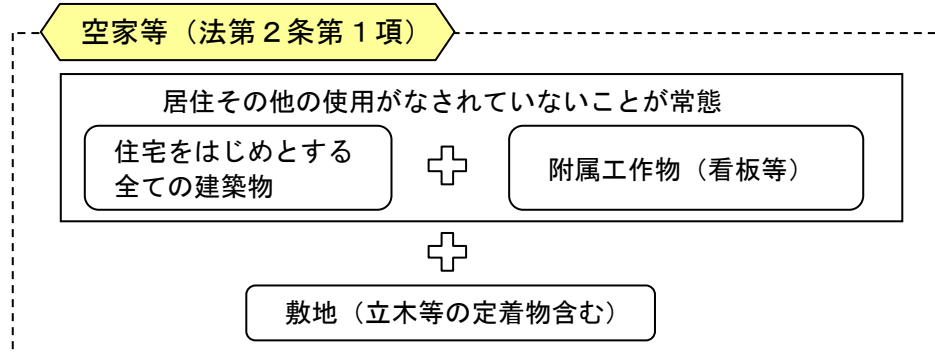 空家等（法第２条第１項）
居住その他の使用がなされていないことが常態
住宅をはじめとする
全ての建築物
附属工作物（看板等）
敷地（立木等の定着物含む）